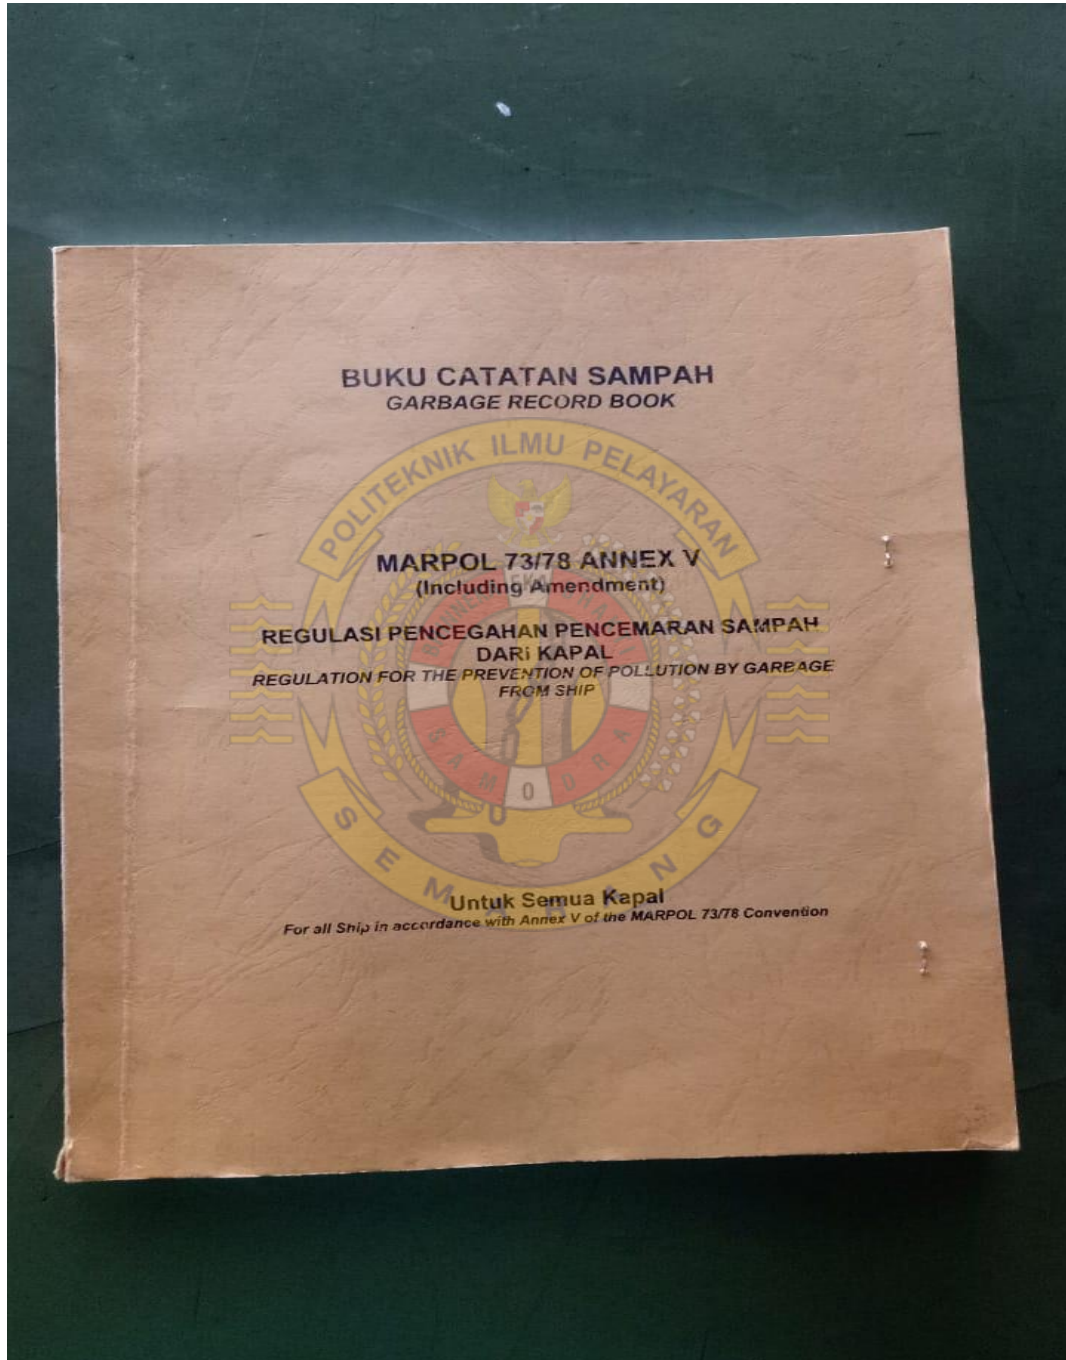 BUKU CATATAN SAMPAH
GARBAGE RECORD BOOK
POLITEKNIK ILMU PELAYARAN
MARPOL 73/78 ANNEX V
(Including Amendment)
REGULASI PENCEGAHAN PENCEMARAN SAMPAH
DARi KAPAL
REGULATION FOR THE PREVENTION OF POLLUTION BY GARBAGE
FROM SHIP
SEMARANG
Untuk Semua Kapal
For all Ship in accordance with Annex V of the MARPOL 73/78 Convention